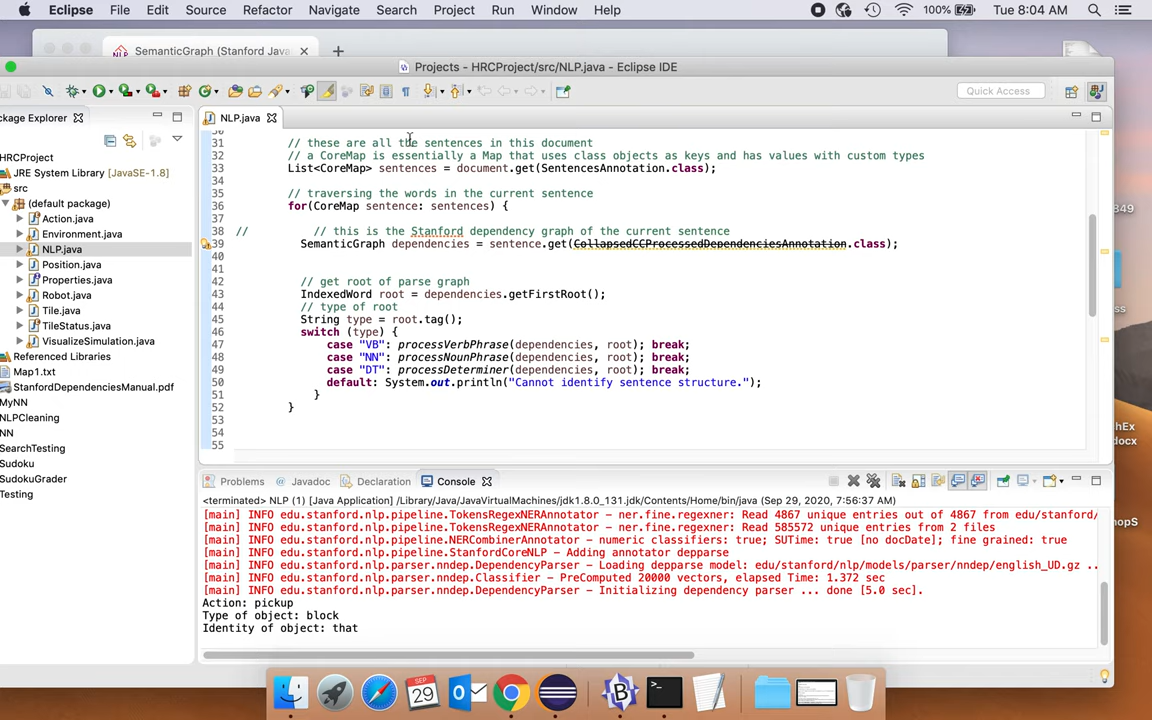 Eclipse File Edit Source Refactor Navigate Search Project Run Window Help 100% Tue 8:04 AM
SemanticGraph (Stanford Java
Projects - HRCProject/src/NLP.java - Eclipse IDE
Quick Access
ckage Explorer
NLP.java
HRCProject
JRE System Library [JavaSE-1.8]
src
(default package)
Action.java
Environment.java
NLP.java
Position.java
Properties.java
Robot.java
Tile.java
TileStatus.java
VisualizeSimulation.java
Referenced Libraries
Map1.txt
StanfordDependenciesManual.pdf
MyNN
NLPCleaning
NN
SearchTesting
Sudoku
SudokuGrader
Testing
31 // these are all the sentences in this document
32 // a CoreMap is essentially a Map that uses class objects as keys and has values with custom types
33 List<CoreMap> sentences = document.get(SentencesAnnotation.class);
34
35 // traversing the words in the current sentence
36 for(CoreMap sentence: sentences) {
37
38 // // this is the Stanford dependency graph of the current sentence
39 SemanticGraph dependencies = sentence.get(CollapsedCCProcessedDependenciesAnnotation.class);
40
41
42 // get root of parse graph
43 IndexedWord root = dependencies.getFirstRoot();
44 // type of root
45 String type = root.tag();
46 switch (type) {
47 case "VB": processVerbPhrase(dependencies, root); break;
48 case "NN": processNounPhrase(dependencies, root); break;
49 case "DT": processDeterminer(dependencies, root); break;
50 default: System.out.println("Cannot identify sentence structure.");
51 }
52 }
53
54
55
Problems Javadoc Declaration Console
<terminated> NLP (1) [Java Application] /Library/Java/JavaVirtualMachines/jdk1.8.0_131.jdk/Contents/Home/bin/java (Sep 29, 2020, 7:56:37 AM)
[main] INFO edu.stanford.nlp.pipeline.TokensRegexNERAnnotator - ner.fine.regexner: Read 4867 unique entries out of 4867 from edu/stanford/
[main] INFO edu.stanford.nlp.pipeline.TokensRegexNERAnnotator - ner.fine.regexner: Read 585572 unique entries from 2 files
[main] INFO edu.stanford.nlp.pipeline.NERCombinerAnnotator - numeric classifiers: true; SUTime: true [no docDate]; fine grained: true
[main] INFO edu.stanford.nlp.pipeline.StanfordCoreNLP - Adding annotator depparse
[main] INFO edu.stanford.nlp.parser.nndep.DependencyParser - Loading depparse model: edu/stanford/nlp/models/parser/nndep/english_UD.gz ..
[main] INFO edu.stanford.nlp.parser.nndep.Classifier - PreComputed 20000 vectors, elapsed Time: 1.372 sec
[main] INFO edu.stanford.nlp.parser.nndep.DependencyParser - Initializing dependency parser ... done [5.0 sec].
Action: pickup
Type of object: block
Identity of object: that
849
ss
hEx
docx
hopS
SEP
29